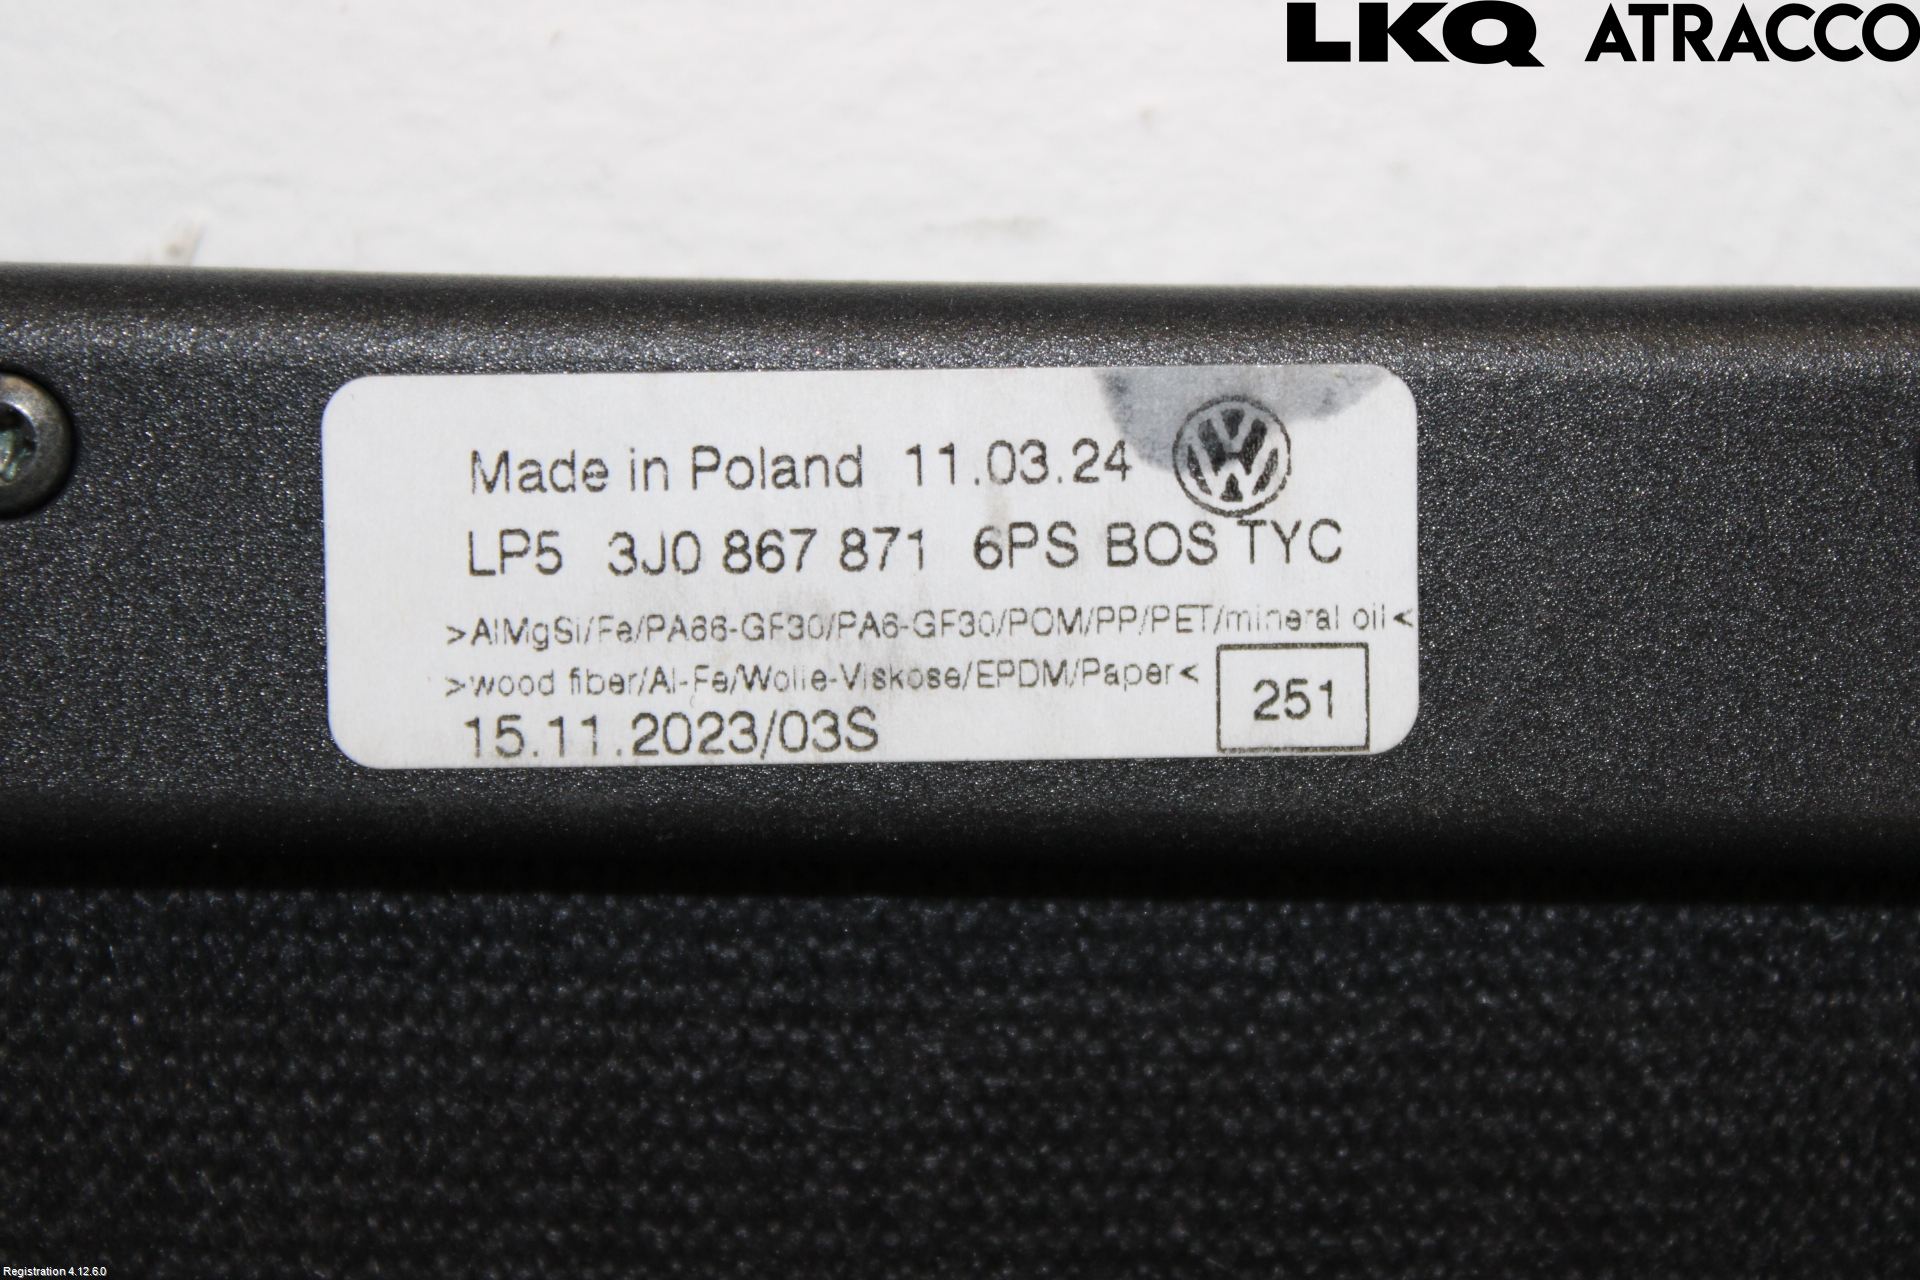 LKQ ATRACCO
Made in Poland 11.03.24
LP5 3J0 867 871 6PS BOS TYC
>AlMgSi/Fe/PA66-GF30/PA6-GF30/POM/PP/PET/mineral oil<
>wood fiber/Al-Fe/Wolle-Viskose/EPDM/Paper<
251
15.11.2023/03S
Registration 4.12.6.0